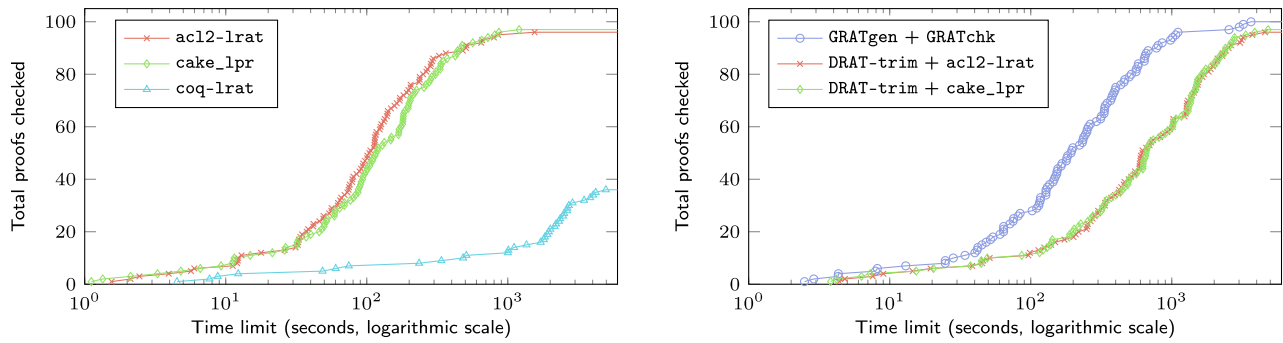 100
80
60
40
20
0
Total proofs checked
acl2-lrat
cake_lpr
coq-lrat
10^0
10^1
10^2
10^3
Time limit (seconds, logarithmic scale)
100
80
60
40
20
0
Total proofs checked
GRATgen + GRATchk
DRAT-trim + acl2-lrat
DRAT-trim + cake_lpr
10^0
10^1
10^2
10^3
Time limit (seconds, logarithmic scale)